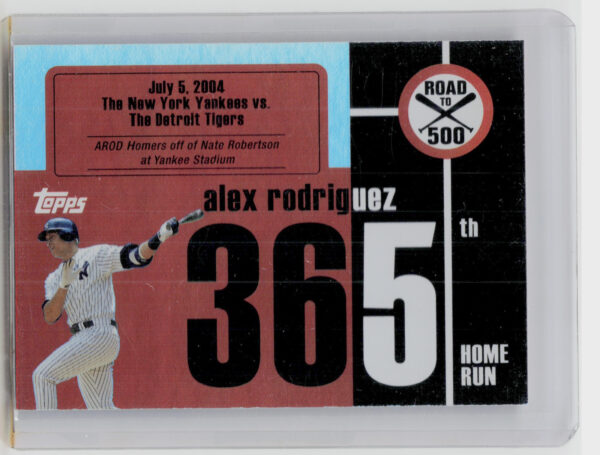 July 5, 2004
The New York Yankees vs.
The Detroit Tigers
AROD Homers off of Nate Robertson
at Yankee Stadium
ROAD
TO
500
Topps
alex rodriguez
365
th
HOME
RUN